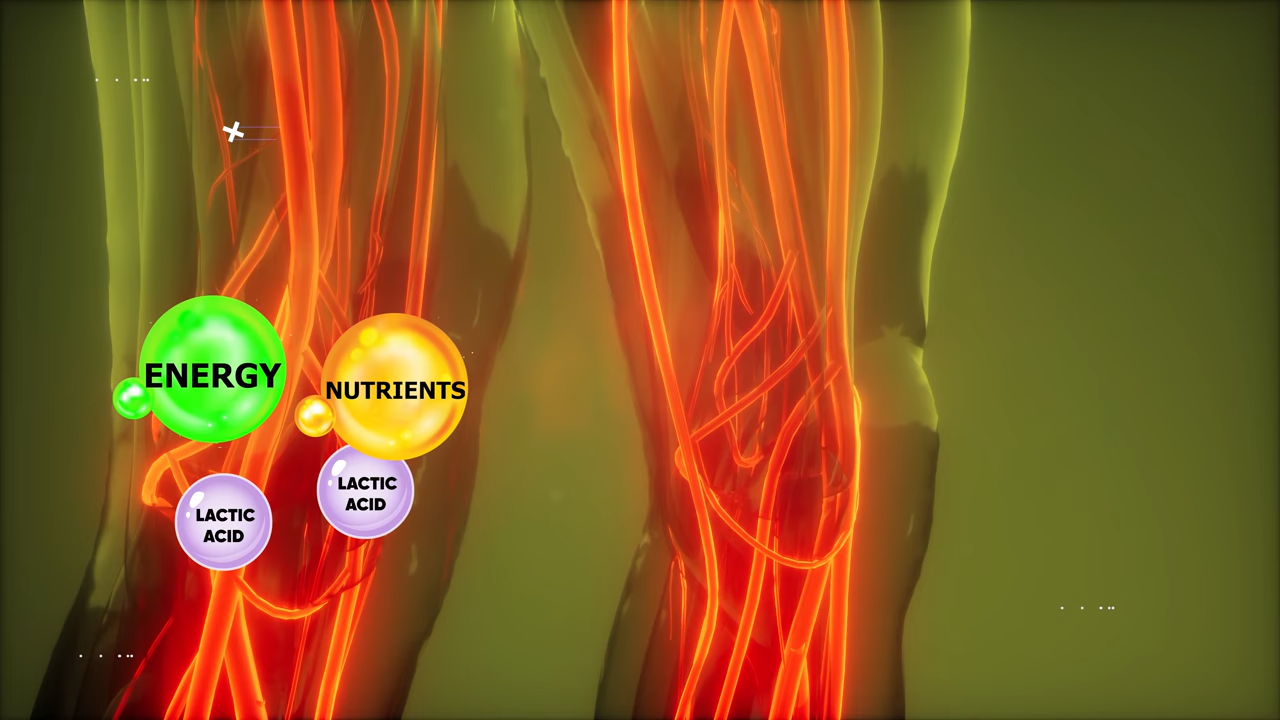 ENERGY
NUTRIENTS
LACTIC
ACID
LACTIC
ACID